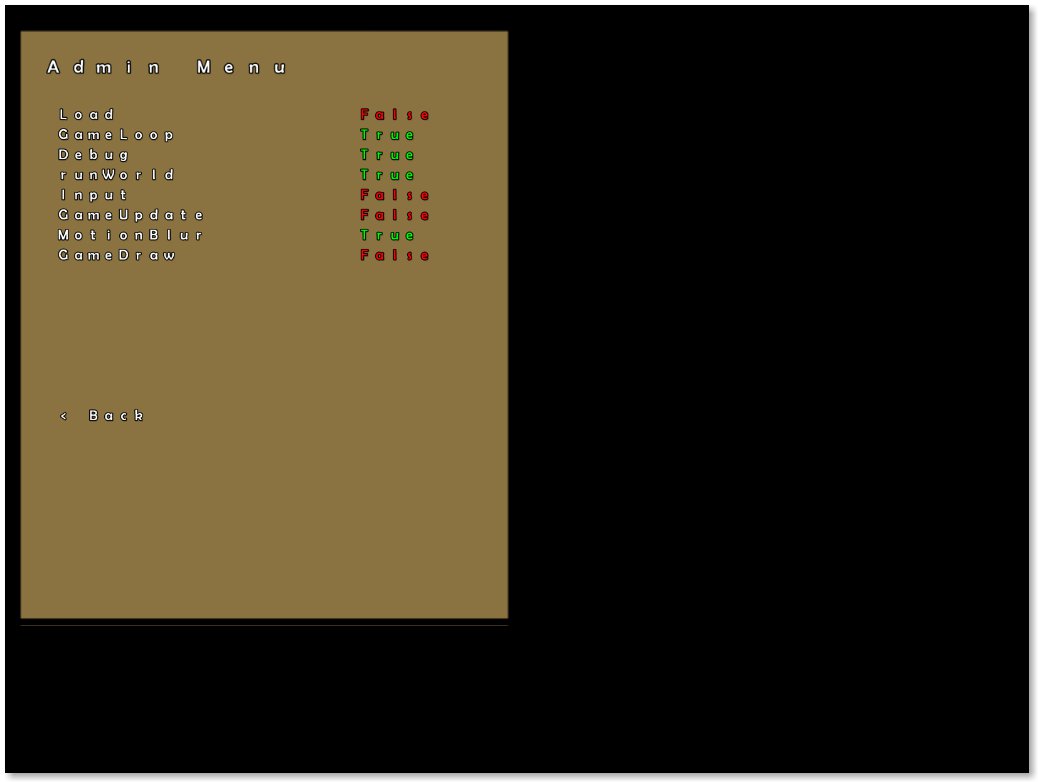 Admin Menu
Load False
GameLoop True
Debug True
runWorld True
Input False
GameUpdate False
MotionBlur True
GameDraw False
< Back